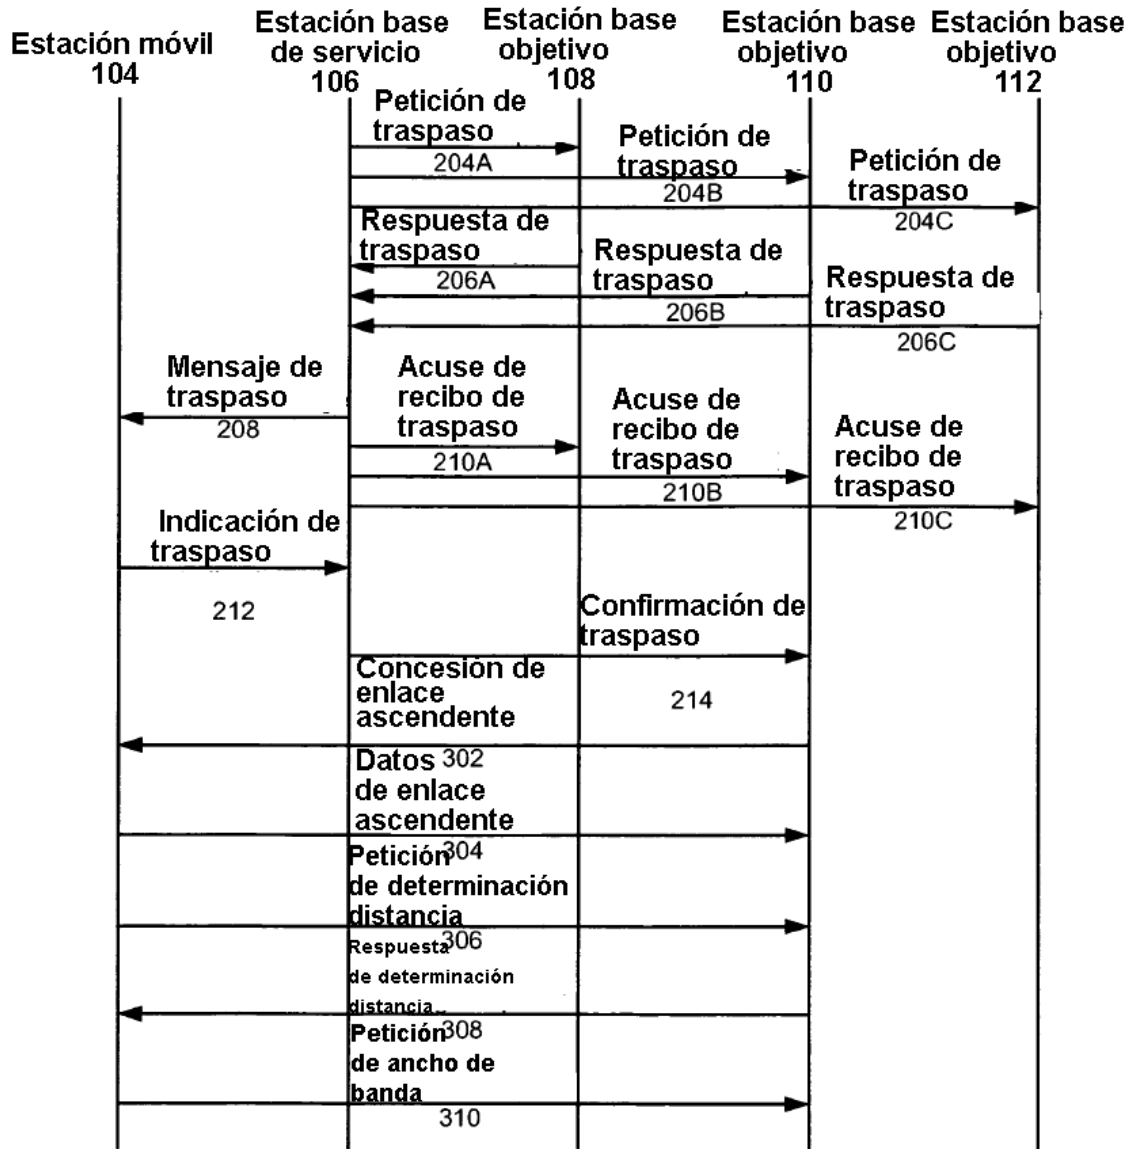 Estación móvil
104
Estación base
de servicio
106
Estación base
objetivo
108
Estación base
objetivo
110
Estación base
objetivo
112
Petición de
traspaso
204A
Petición de
traspaso
204B
Petición de
traspaso
204C
Respuesta de
traspaso
206A
Respuesta de
traspaso
206B
Respuesta de
traspaso
206C
Mensaje de
traspaso
208
Acuse de
recibo de
traspaso
210A
Acuse de
recibo de
traspaso
210B
Acuse de
recibo de
traspaso
210C
Indicación de
traspaso
212
Confirmación de
traspaso
214
Concesión de
enlace
ascendente
302
Datos
de enlace
ascendente
304
Petición
de determinación
distancia
306
Respuesta
de determinación
distancia
308
Petición
de ancho de
banda
310